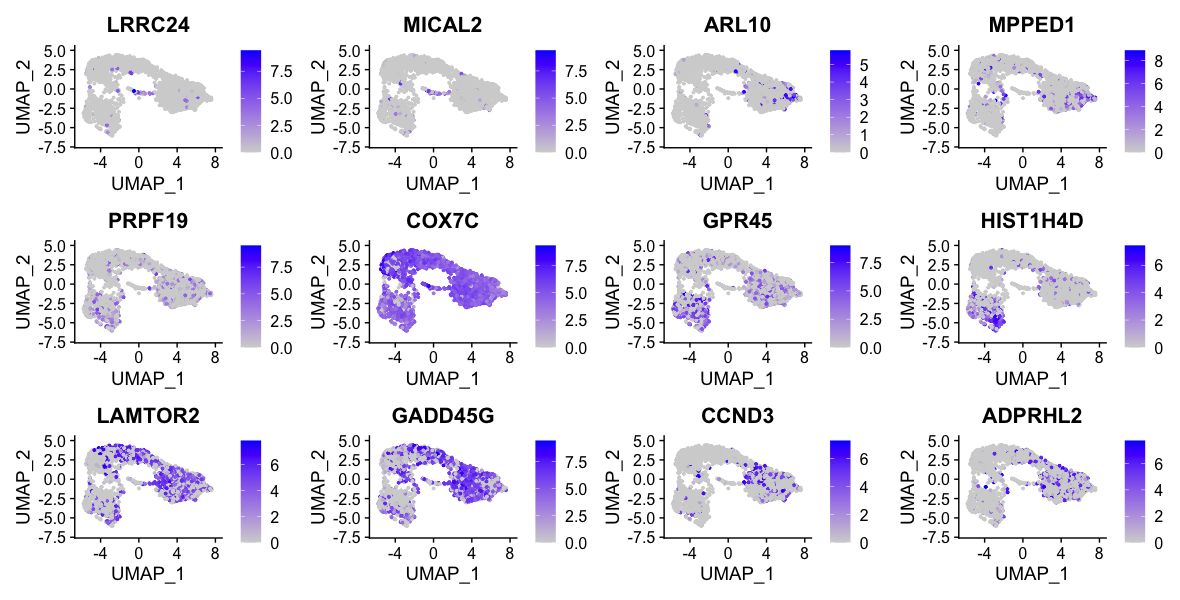 LRRC24 MICAL2 ARL10 MPPED1
UMAP_2 5.0 2.5 0.0 -2.5 -5.0 -7.5 -4 0 4 8 UMAP_1 7.5 5.0 2.5 0.0
UMAP_2 5.0 2.5 0.0 -2.5 -5.0 -7.5 -4 0 4 8 UMAP_1 7.5 5.0 2.5 0.0
UMAP_2 5.0 2.5 0.0 -2.5 -5.0 -7.5 -4 0 4 8 UMAP_1 5 4 3 2 1 0
UMAP_2 5.0 2.5 0.0 -2.5 -5.0 -7.5 -4 0 4 8 UMAP_1 8 6 4 2 0
PRPF19 COX7C GPR45 HIST1H4D
UMAP_2 5.0 2.5 0.0 -2.5 -5.0 -7.5 -4 0 4 8 UMAP_1 7.5 5.0 2.5 0.0
UMAP_2 5.0 2.5 0.0 -2.5 -5.0 -7.5 -4 0 4 8 UMAP_1 7.5 5.0 2.5 0.0
UMAP_2 5.0 2.5 0.0 -2.5 -5.0 -7.5 -4 0 4 8 UMAP_1 7.5 5.0 2.5 0.0
UMAP_2 5.0 2.5 0.0 -2.5 -5.0 -7.5 -4 0 4 8 UMAP_1 6 4 2 0
LAMTOR2 GADD45G CCND3 ADPRHL2
UMAP_2 5.0 2.5 0.0 -2.5 -5.0 -7.5 -4 0 4 8 UMAP_1 6 4 2 0
UMAP_2 5.0 2.5 0.0 -2.5 -5.0 -7.5 -4 0 4 8 UMAP_1 7.5 5.0 2.5 0.0
UMAP_2 5.0 2.5 0.0 -2.5 -5.0 -7.5 -4 0 4 8 UMAP_1 6 4 2 0
UMAP_2 5.0 2.5 0.0 -2.5 -5.0 -7.5 -4 0 4 8 UMAP_1 6 4 2 0